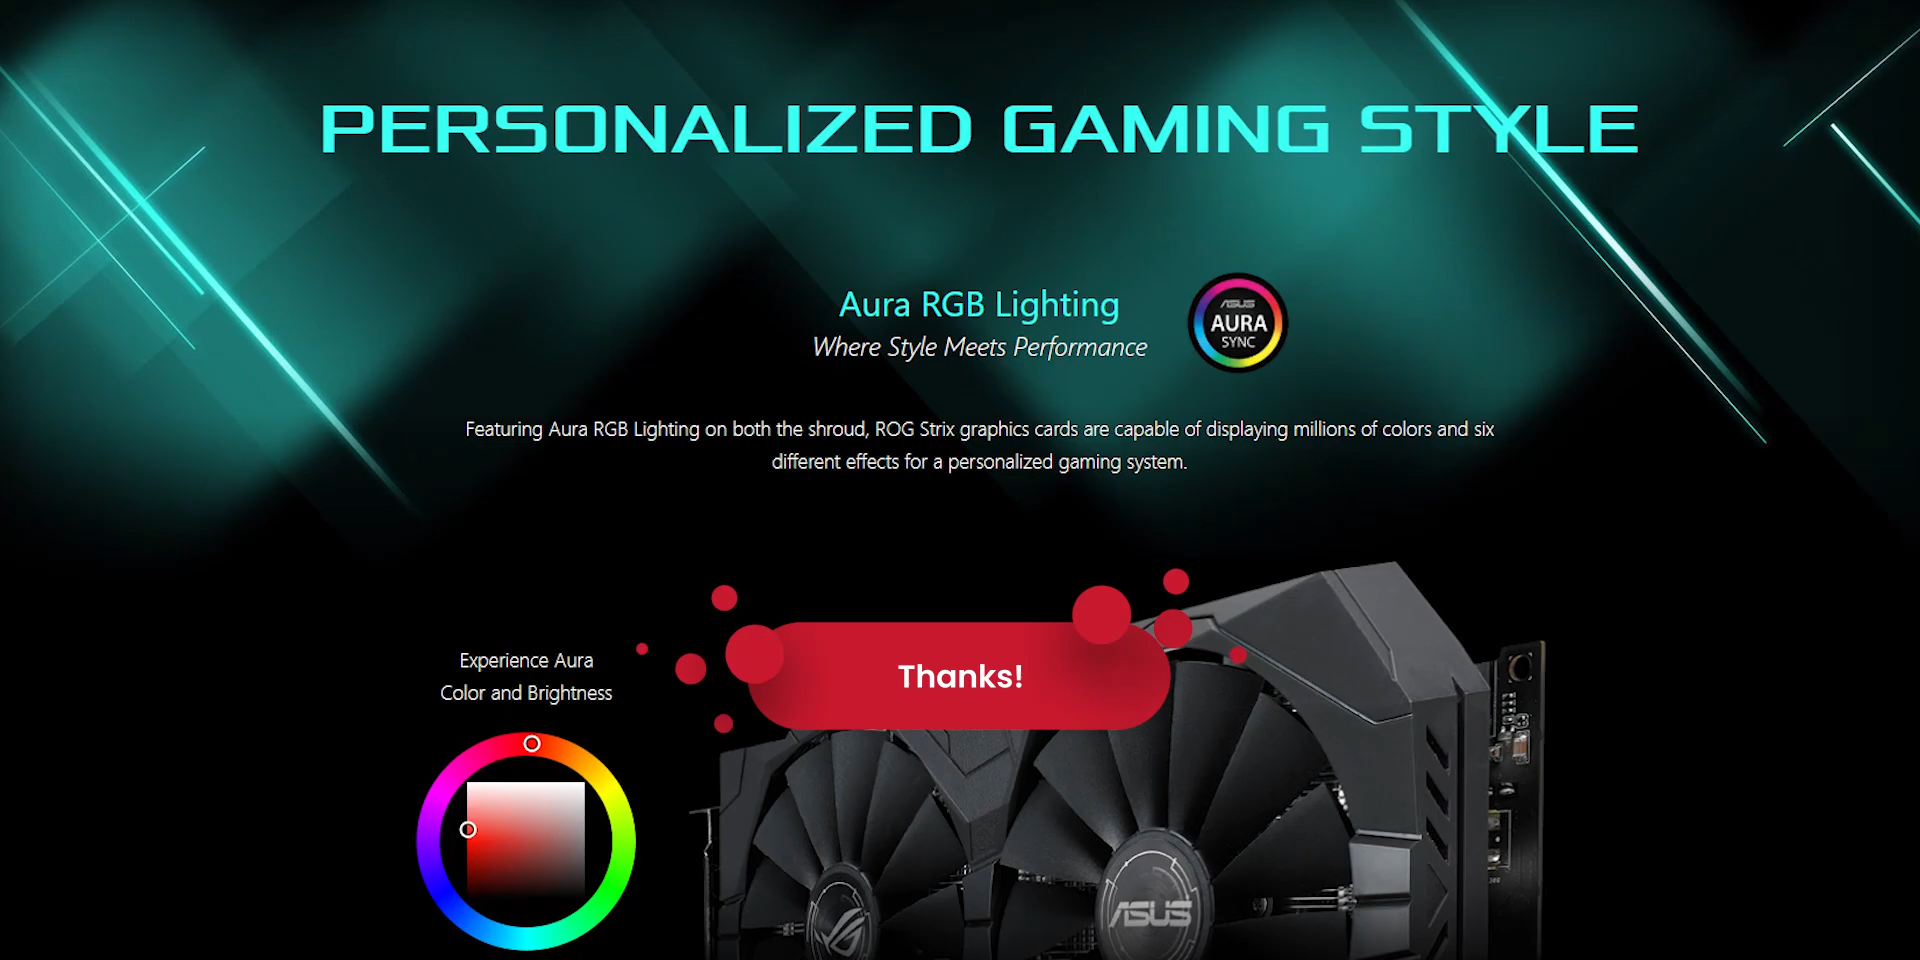 PERSONALIZED GAMING STYLE
Aura RGB Lighting
Where Style Meets Performance
ASUS
AURA
SYNC
Featuring Aura RGB Lighting on both the shroud, ROG Strix graphics cards are capable of displaying millions of colors and six
different effects for a personalized gaming system.
Thanks!
Experience Aura
Color and Brightness
ASUS